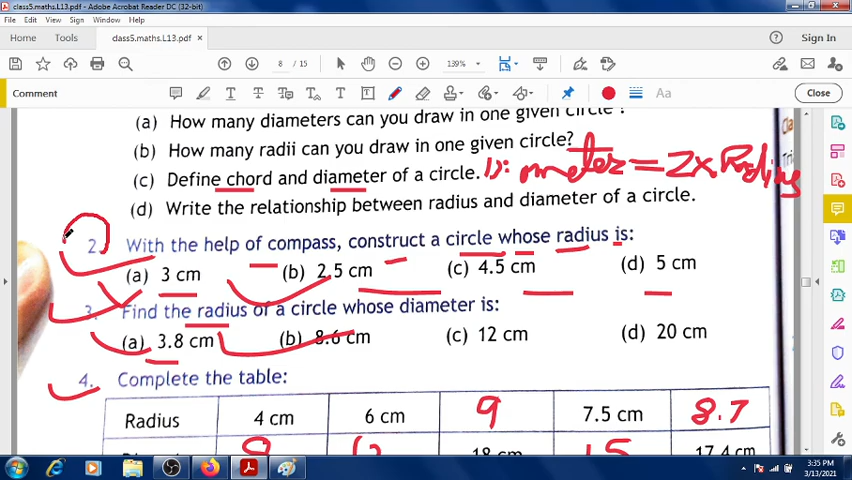 class5.maths.L13.pdf - Adobe Acrobat Reader DC (32-bit)
File Edit View Sign Window Help
Home Tools class5.maths.L13.pdf × Sign In
8 / 15 139%
Comment Close
(a) How many diameters can you draw in one given circle ?
(b) How many radii can you draw in one given circle?
(c) Define chord and diameter of a circle.
(d) Write the relationship between radius and diameter of a circle.
2. With the help of compass, construct a circle whose radius is:
(a) 3 cm (b) 2.5 cm (c) 4.5 cm (d) 5 cm
3. Find the radius of a circle whose diameter is:
(a) 3.8 cm (b) 8.6 cm (c) 12 cm (d) 20 cm
4. Complete the table:
Radius 4 cm 6 cm 9 7.5 cm 8.7
8 12 18 cm 15 17.4 cm
3:35 PM
3/13/2021